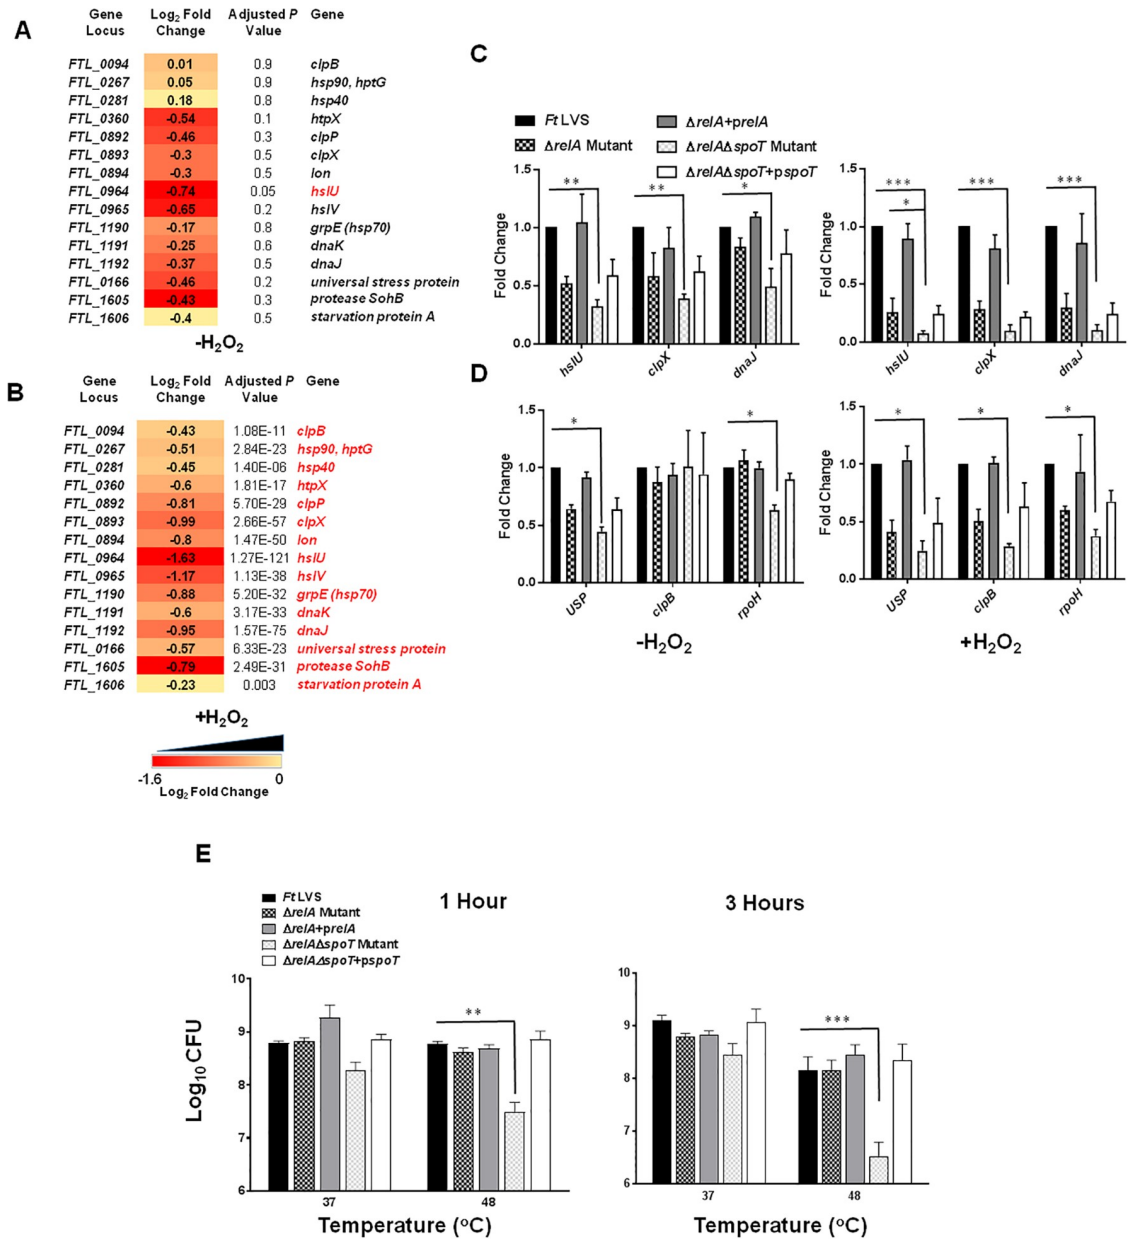 A
Gene Locus Log2 Fold Change Adjusted P Value Gene
FTL_0094 0.01 0.9 clpB
FTL_0267 0.05 0.9 hsp90, hptG
FTL_0281 0.18 0.8 hsp40
FTL_0360 -0.54 0.1 htpX
FTL_0892 -0.46 0.3 clpP
FTL_0893 -0.3 0.5 clpX
FTL_0894 -0.3 0.5 lon
FTL_0964 -0.74 0.05 hslU
FTL_0965 -0.65 0.2 hslV
FTL_1190 -0.17 0.8 grpE (hsp70)
FTL_1191 -0.25 0.6 dnaK
FTL_1192 -0.37 0.5 dnaJ
FTL_0166 -0.46 0.2 universal stress protein
FTL_1605 -0.43 0.3 protease SohB
FTL_1606 -0.4 0.5 starvation protein A
-H2O2
B
Gene Locus Log2 Fold Change Adjusted P Value Gene
FTL_0094 -0.43 1.08E-11 clpB
FTL_0267 -0.51 2.84E-23 hsp90, hptG
FTL_0281 -0.45 1.40E-06 hsp40
FTL_0360 -0.6 1.81E-17 htpX
FTL_0892 -0.81 5.70E-29 clpP
FTL_0893 -0.99 2.66E-57 clpX
FTL_0894 -0.8 1.47E-50 lon
FTL_0964 -1.63 1.27E-121 hslU
FTL_0965 -1.17 1.13E-38 hslV
FTL_1190 -0.88 5.20E-32 grpE (hsp70)
FTL_1191 -0.6 3.17E-33 dnaK
FTL_1192 -0.95 1.57E-75 dnaJ
FTL_0166 -0.57 6.33E-23 universal stress protein
FTL_1605 -0.79 2.49E-31 protease SohB
FTL_1606 -0.23 0.003 starvation protein A
+H2O2
-1.6 0
Log2 Fold Change
C
Ft LVS
ΔrelA Mutant
ΔrelA+prelA
ΔrelAΔspoT Mutant
ΔrelAΔspoT+pspoT
Fold Change
1.5
1.0
0.5
0.0
** ** *
hslU clpX dnaJ
Fold Change
1.5
1.0
0.5
0.0
*** *** ***
*
hslU clpX dnaJ
D
Fold Change
1.5
1.0
0.5
0.0
* *
USP clpB rpoH
-H2O2
Fold Change
1.5
1.0
0.5
0.0
* * *
USP clpB rpoH
+H2O2
E
Ft LVS
ΔrelA Mutant
ΔrelA+prelA
ΔrelAΔspoT Mutant
ΔrelAΔspoT+pspoT
1 Hour
Log10 CFU
10
9
8
7
6
**
37 48
Temperature (oC)
3 Hours
10
9
8
7
6
***
37 48
Temperature (oC)